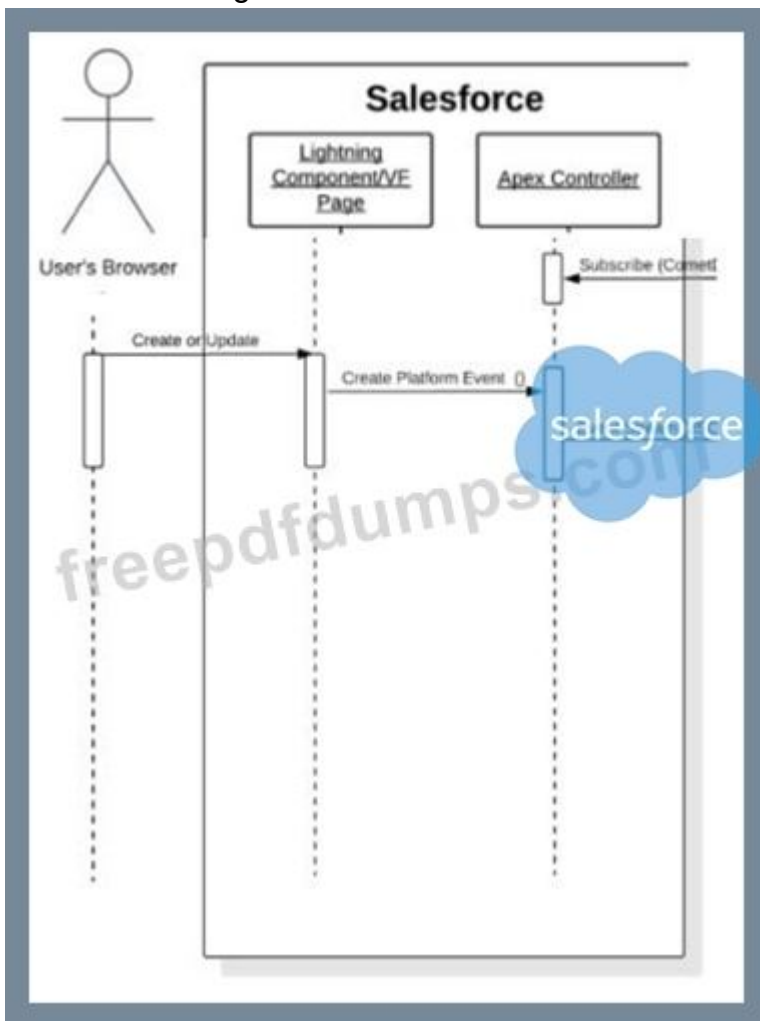 Salesforce
Lightning
Component/VF
Page
Apex Controller
User's Browser
Subscribe (Comet
Create or Update
Create Platform Event ()
salesforce
freepdfdumps.com